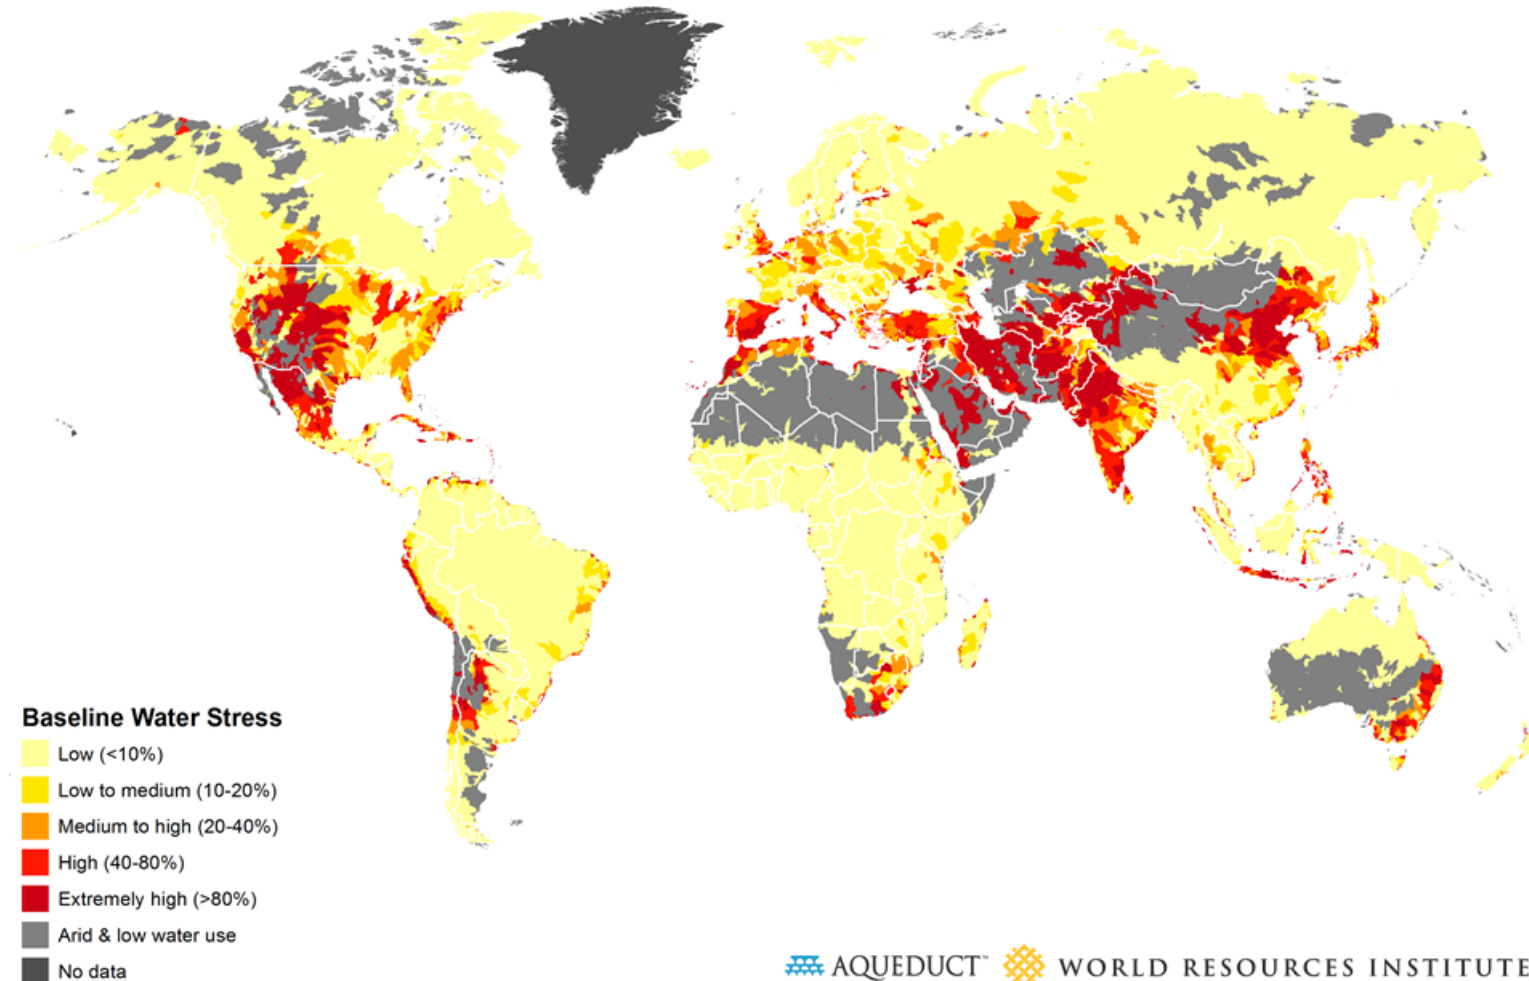 Baseline Water Stress
Low (<10%)
Low to medium (10-20%)
Medium to high (20-40%)
High (40-80%)
Extremely high (>80%)
Arid & low water use
No data
AQUEDUCT™ WORLD RESOURCES INSTITUTE